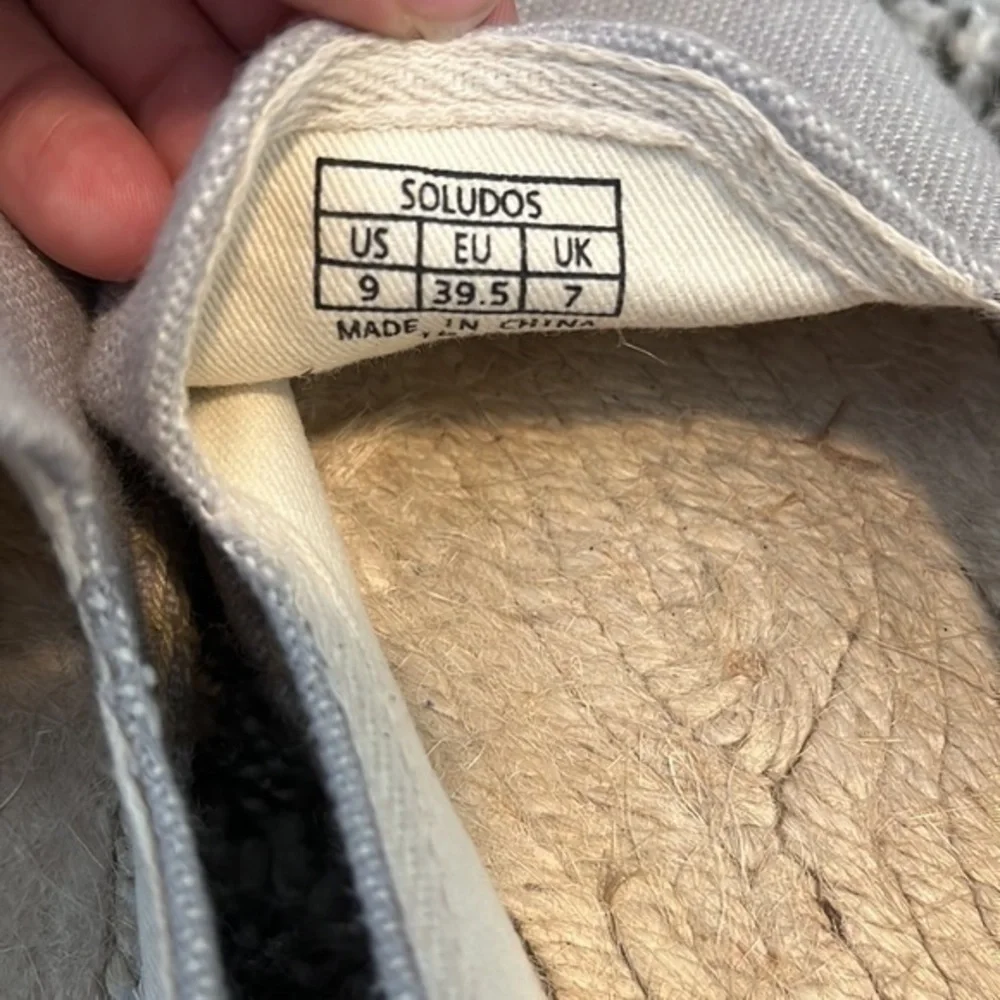 SOLUDOS
US EU UK
9 39.5 7
MADE IN CHINA